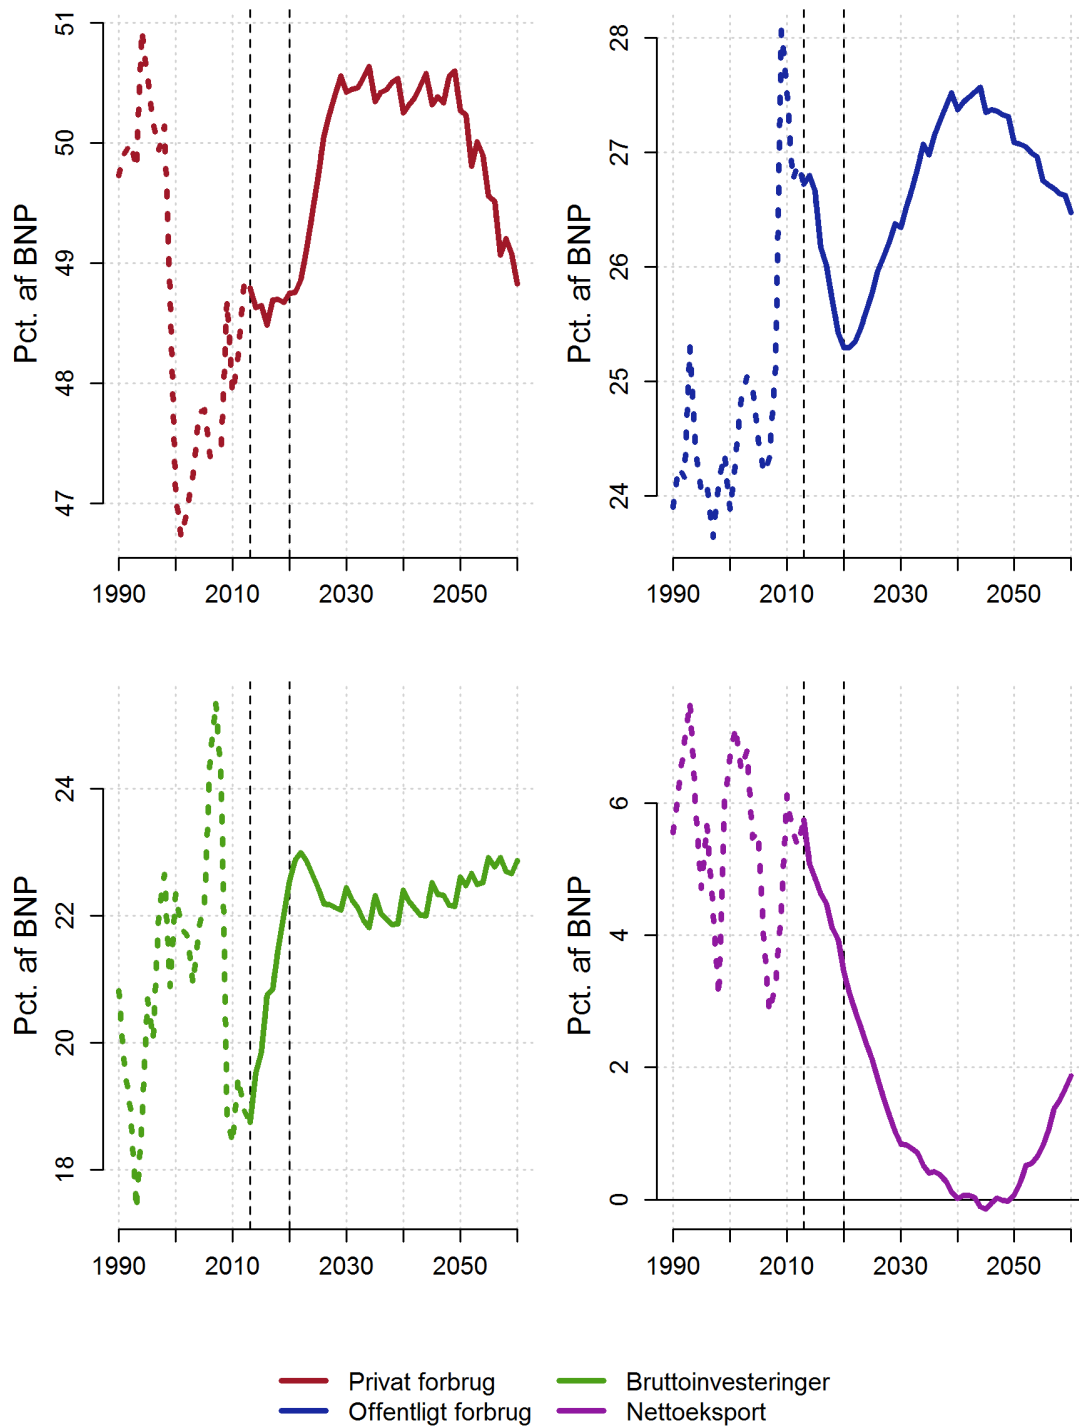 51
50
49
48
47
Pct. af BNP
1990 2010 2030 2050
28
27
26
25
24
Pct. af BNP
1990 2010 2030 2050
24
22
20
18
Pct. af BNP
1990 2010 2030 2050
6
4
2
0
Pct. af BNP
1990 2010 2030 2050
Privat forbrug
Offentligt forbrug
Bruttoinvesteringer
Nettoeksport